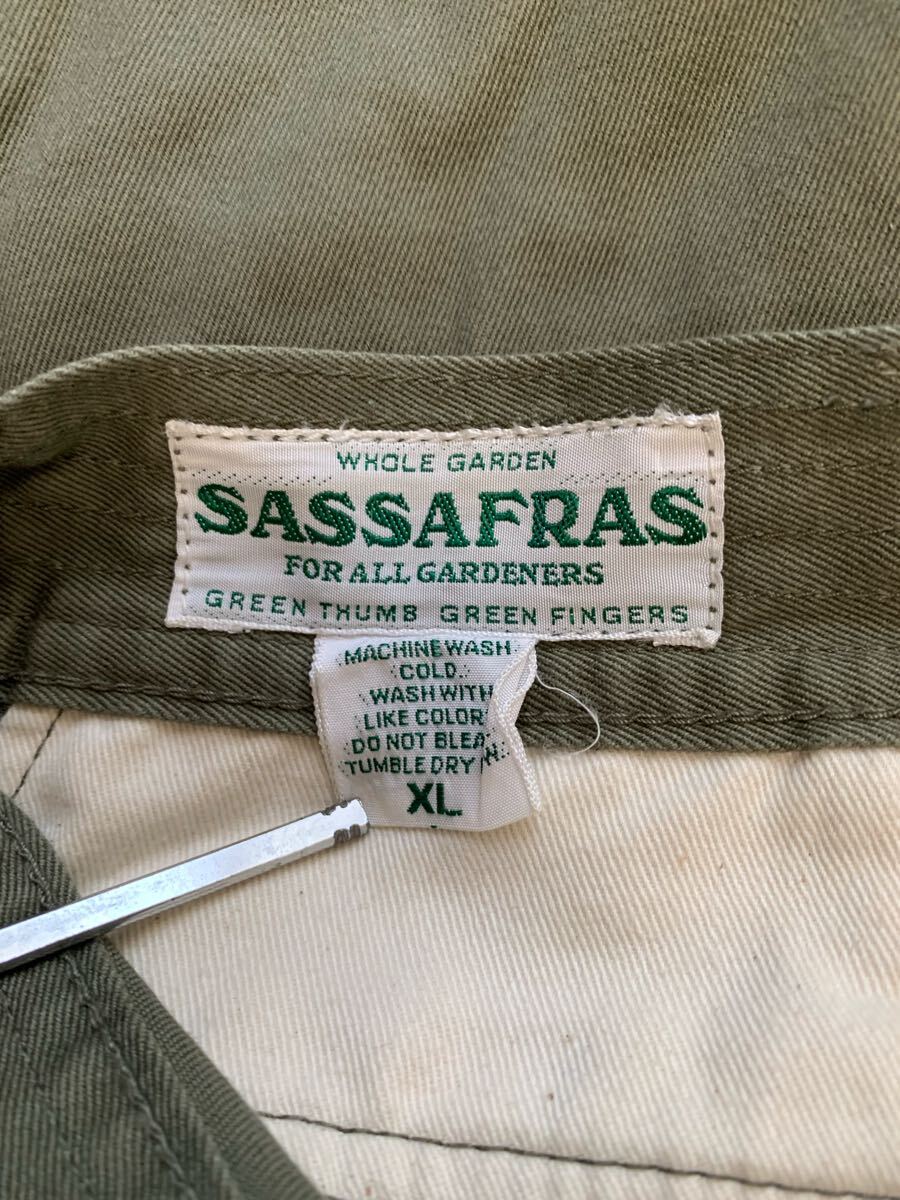 WHOLE GARDEN
SASSAFRAS
FOR ALL GARDENERS
GREEN THUMB GREEN FINGERS
MACHINE WASH
COLD
WASH WITH
LIKE COLOR
DO NOT BLEA
TUMBLE DRY
XL